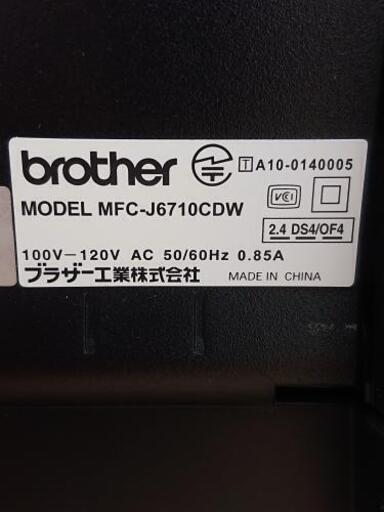 brother
T A10-0140005
MODEL MFC-J6710CDW
VCI
2.4 DS4/OF4
100V-120V AC 50/60Hz 0.85A
ブラザー工業株式会社
MADE IN CHINA